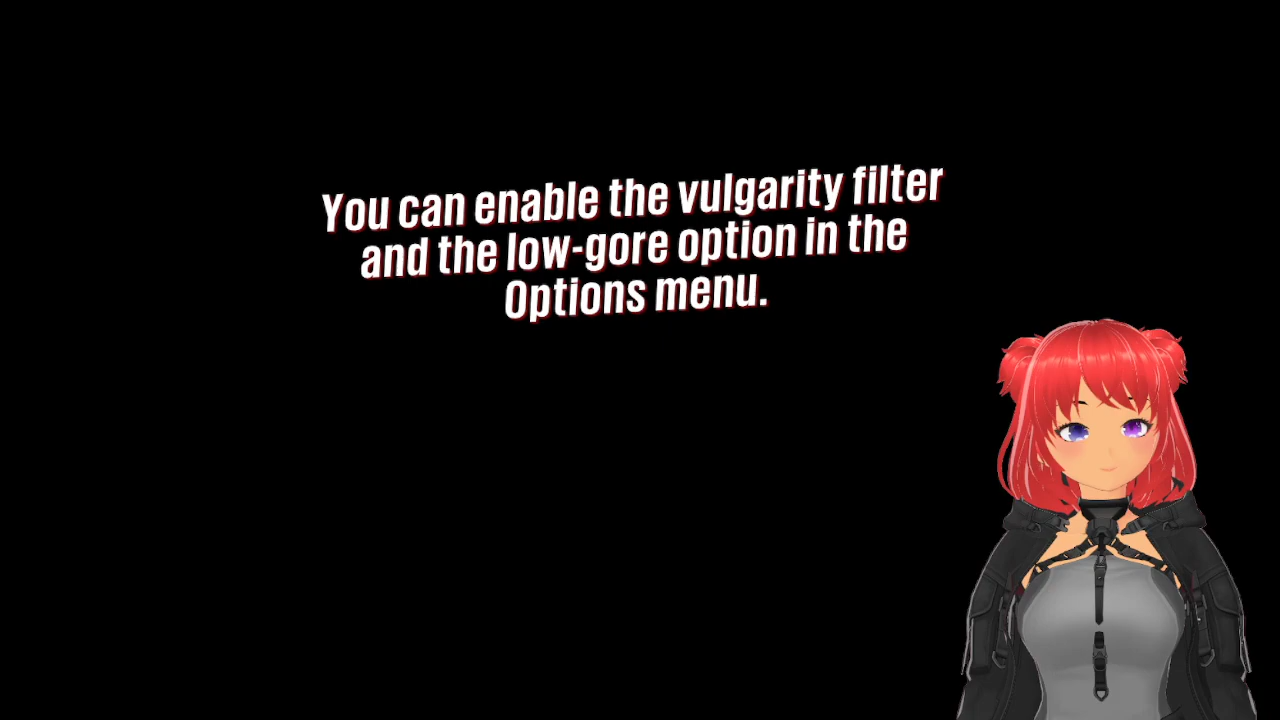 You can enable the vulgarity filter
and the low-gore option in the
Options menu.